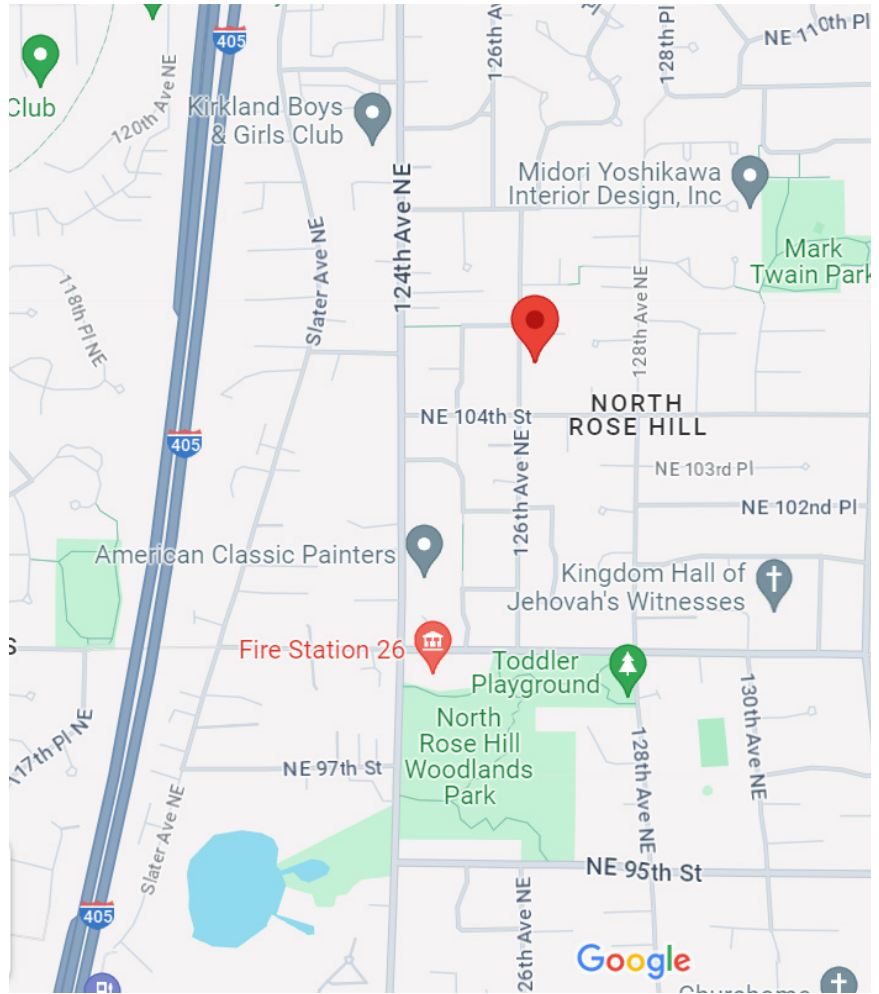 405
126th Ave NE
128th Pl
NE 110th Pl
Club
120th Ave NE
Kirkland Boys
& Girls Club
Midori Yoshikawa
Interior Design, Inc
124th Ave NE
Slater Ave NE
Mark
Twain Park
118th Pl NE
128th Ave NE
NE 104th St
NORTH
ROSE HILL
405
126th Ave NE
NE 103rd Pl
NE 102nd Pl
American Classic Painters
Kingdom Hall of
Jehovah's Witnesses
Fire Station 26
Toddler
Playground
117th Pl NE
North
Rose Hill
Woodlands
Park
NE 97th St
128th Ave NE
130th Ave NE
Slater Ave NE
NE 95th St
405
26th Ave NE
Google
Churchome